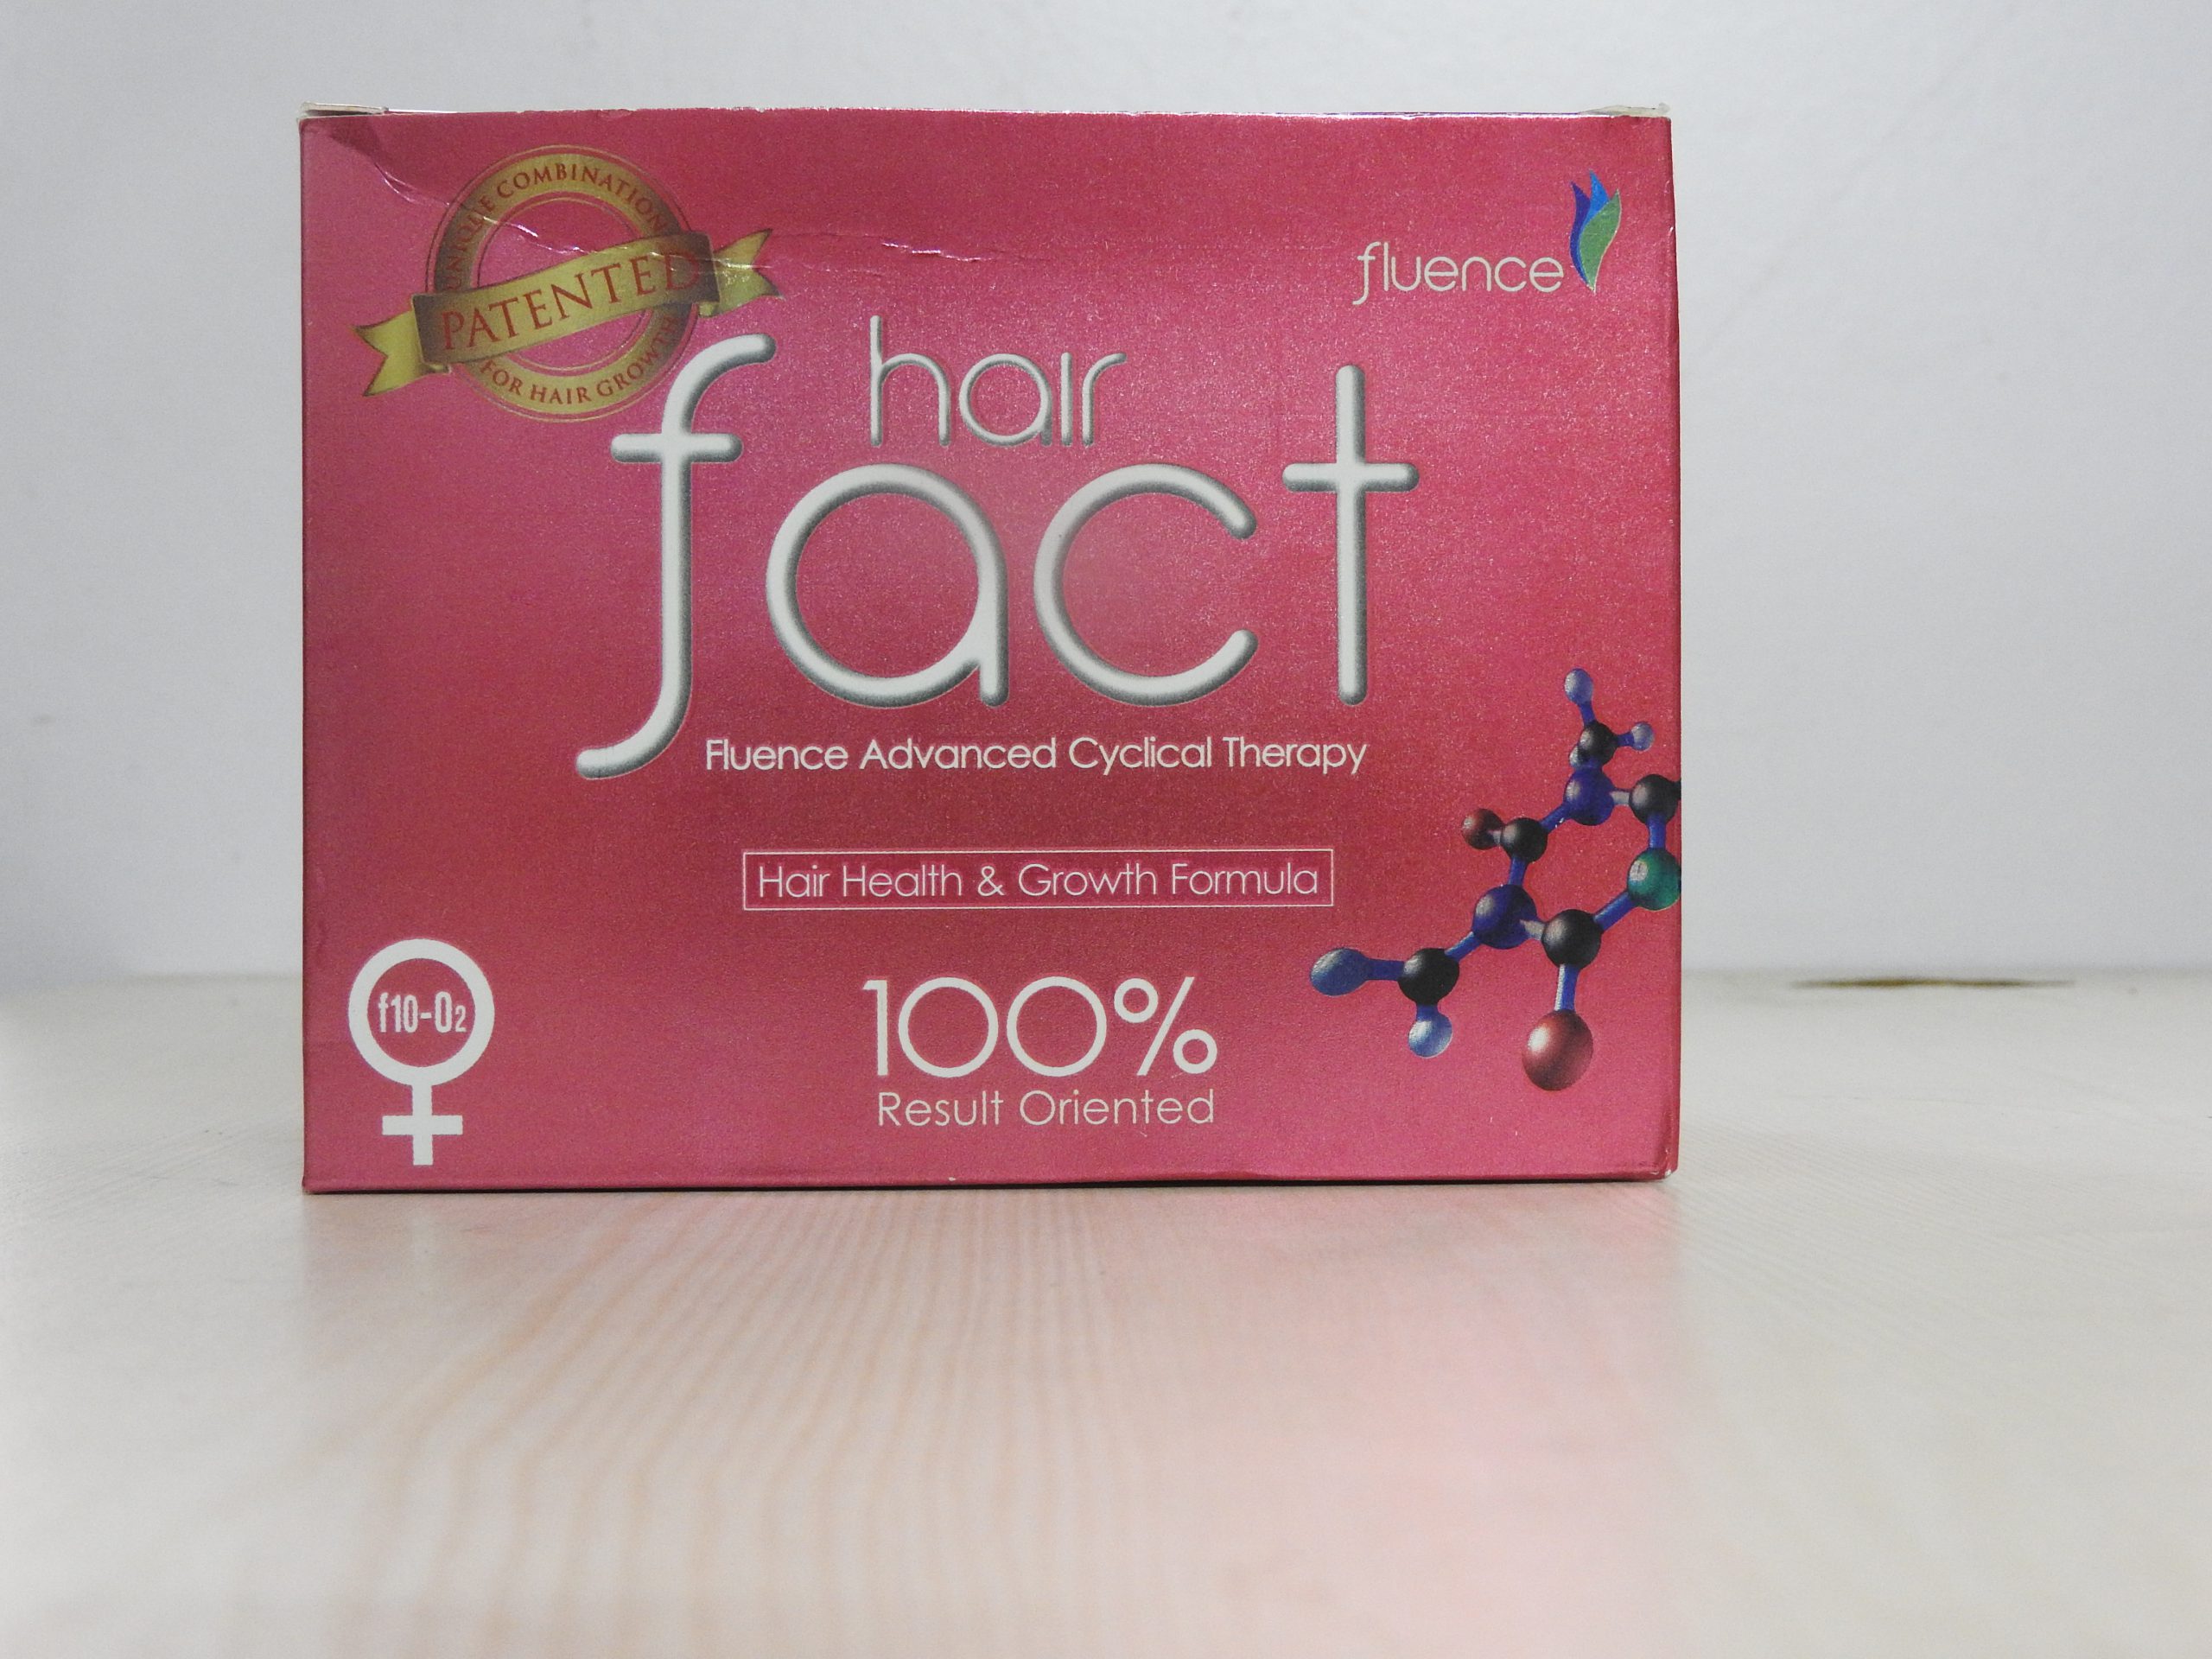 UNIQUE COMBINATION
PATENTED
FOR HAIR GROWTH
fluence
hair
fact
Fluence Advanced Cyclical Therapy
Hair Health & Growth Formula
f10-O2
100%
Result Oriented